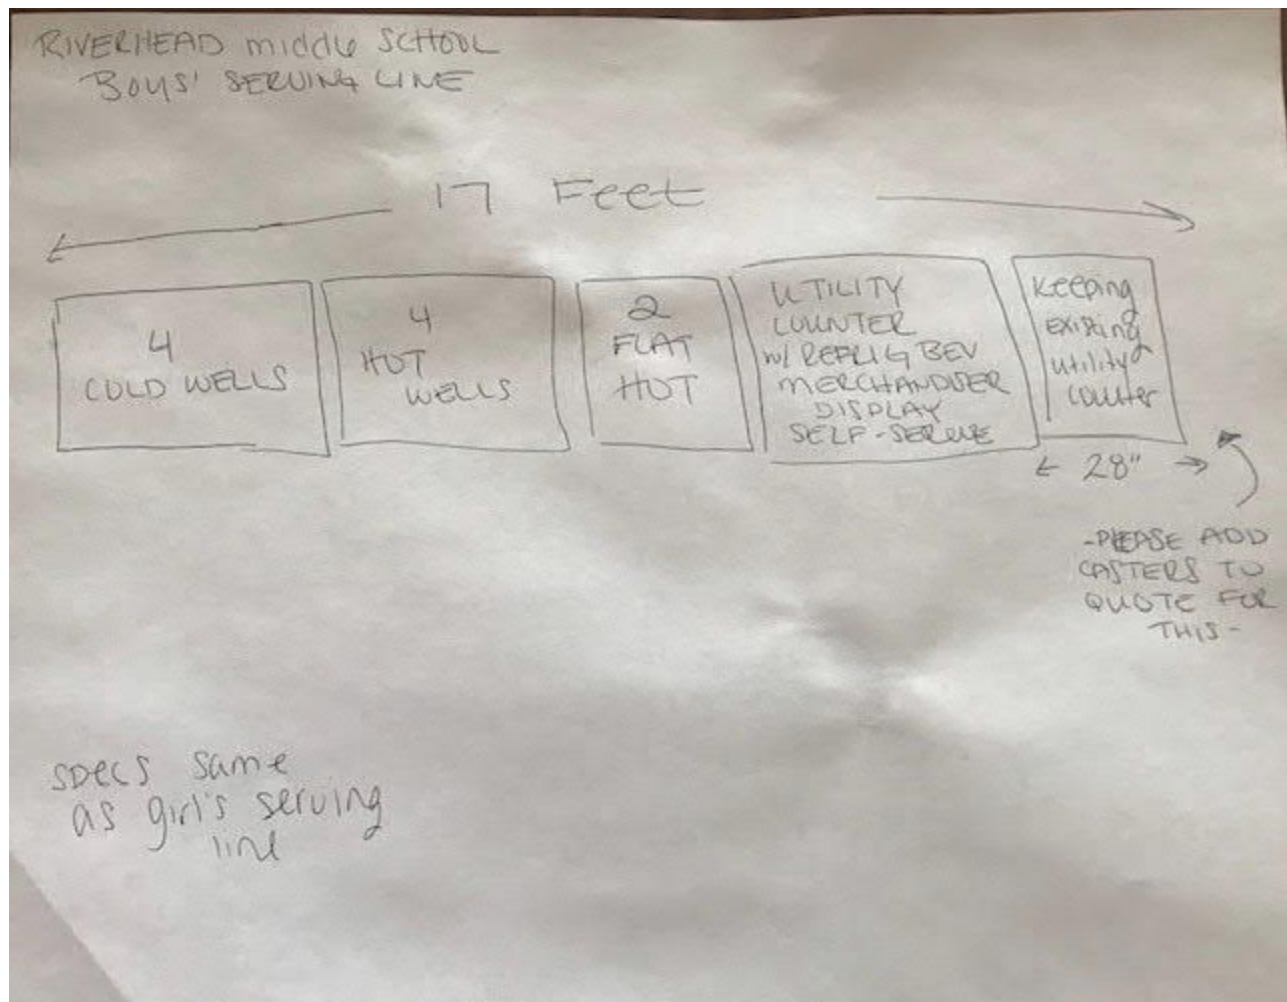 RIVERHEAD middle SCHOOL
BOYS' SERVING LINE
17 Feet
4
COLD WELLS
4
HOT
WELLS
2
FLAT
HOT
UTILITY
COUNTER
w/ REFRIG BEV
MERCHANDISER
DISPLAY
SELF-SERVE
Keeping
existing
utility
counter
28"
-PLEASE ADD
CASTERS TO
QUOTE FOR
THIS-
specs same
as girl's serving
line